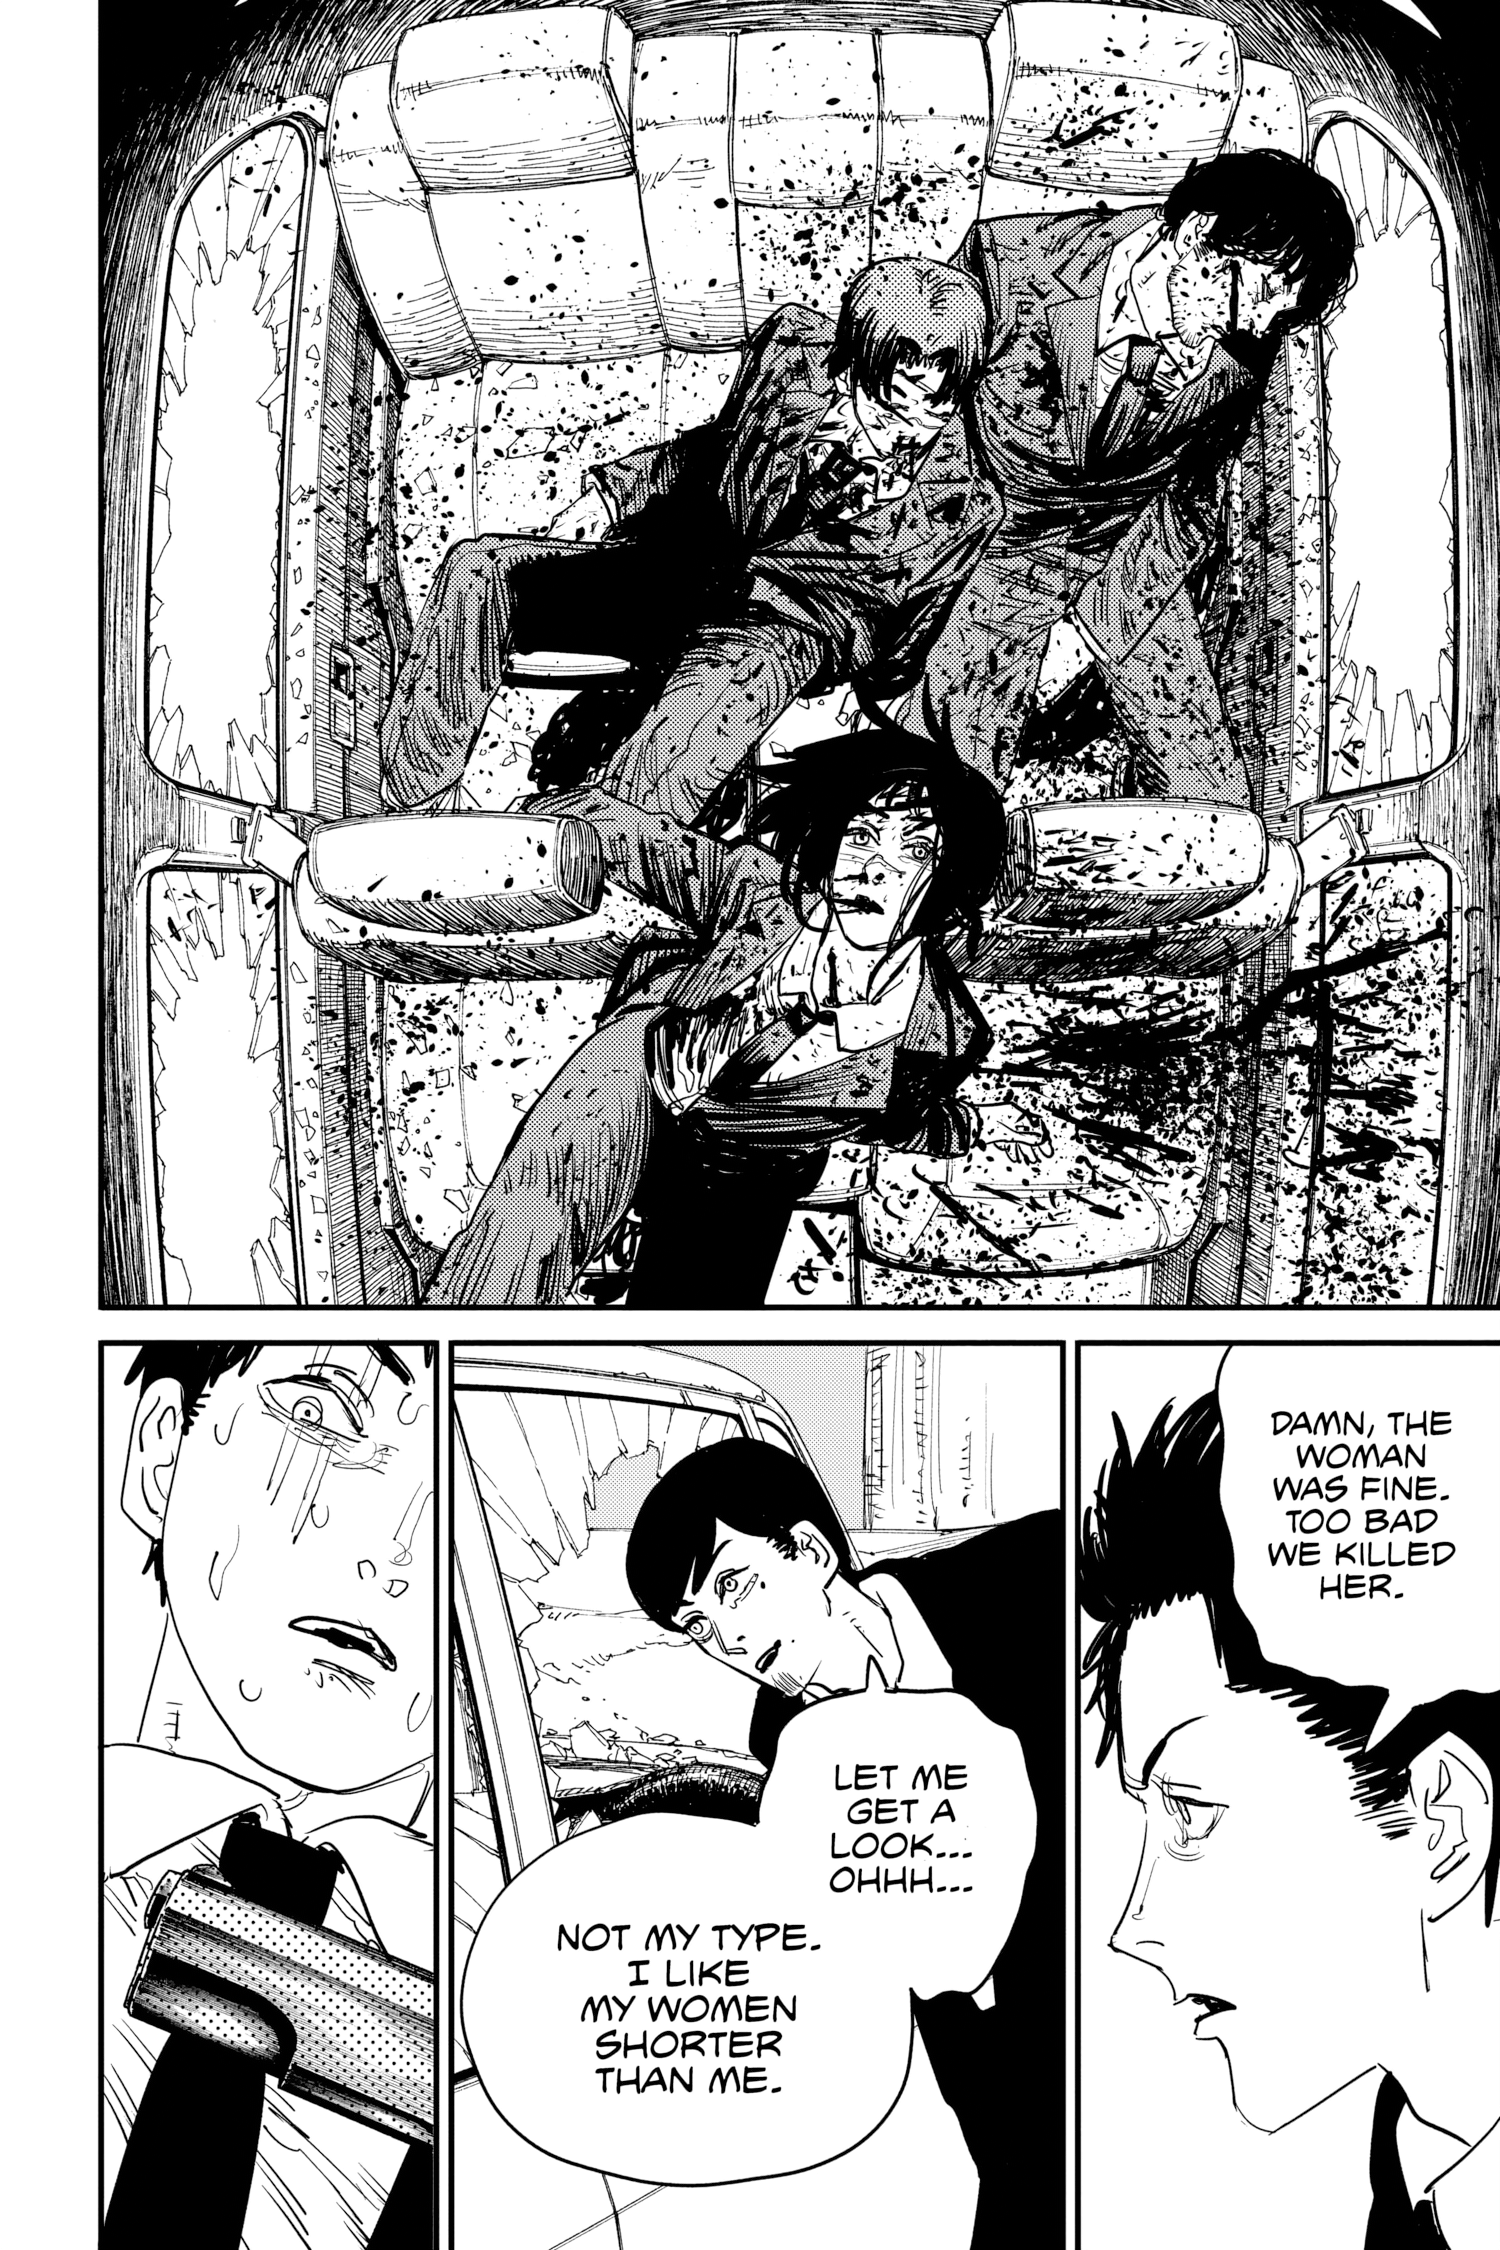 DAMN, THE
WOMAN
WAS FINE.
TOO BAD
WE KILLED
HER.
LET ME
GET A
LOOK...
OHHH...
NOT MY TYPE.
I LIKE
MY WOMEN
SHORTER
THAN ME.